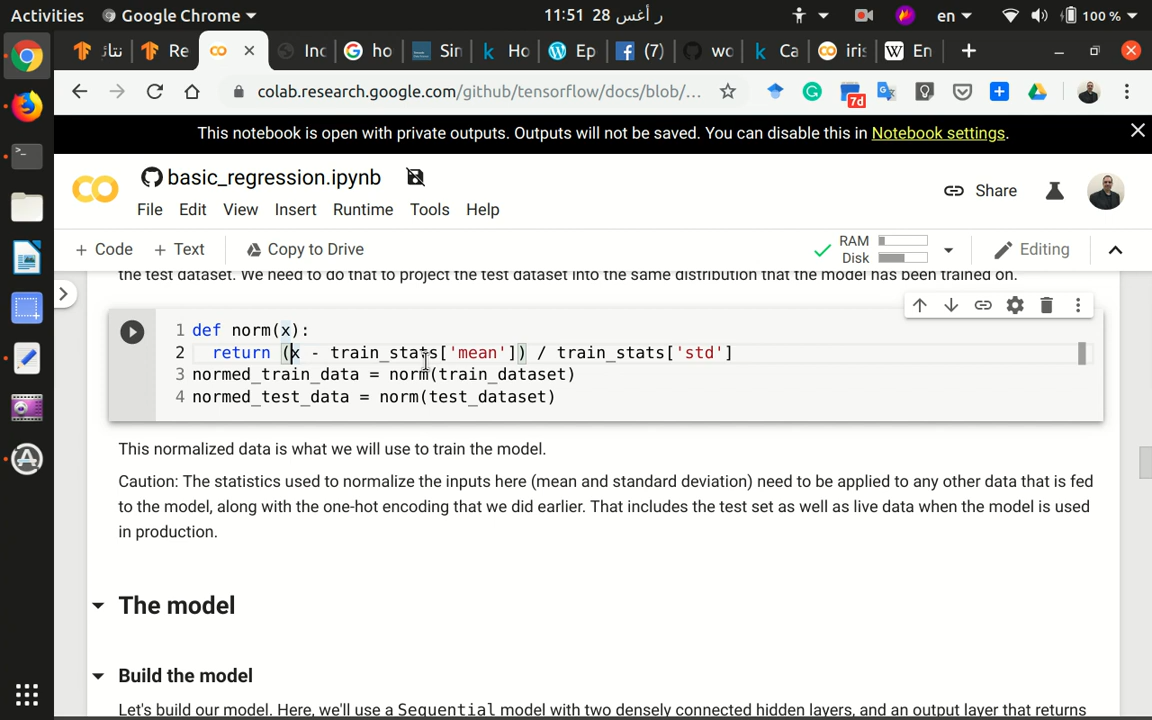 Activities Google Chrome ▾ ر أغس 28 11:51 en ▾ 100 % ▾
نتائ Re Inc ho Sin Ho Ep (7) wo Ca iris En
colab.research.google.com/github/tensorflow/docs/blob/... 7d
This notebook is open with private outputs. Outputs will not be saved. You can disable this in Notebook settings.
basic_regression.ipynb
Share
File Edit View Insert Runtime Tools Help
+ Code + Text Copy to Drive RAM Disk Editing
the test dataset. We need to do that to project the test dataset into the same distribution that the model has been trained on.
1 def norm(x):
2 return (x - train_stats['mean']) / train_stats['std']
3 normed_train_data = norm(train_dataset)
4 normed_test_data = norm(test_dataset)
This normalized data is what we will use to train the model.
Caution: The statistics used to normalize the inputs here (mean and standard deviation) need to be applied to any other data that is fed
to the model, along with the one-hot encoding that we did earlier. That includes the test set as well as live data when the model is used
in production.
The model
Build the model
Let's build our model. Here, we'll use a Sequential model with two densely connected hidden layers, and an output layer that returns